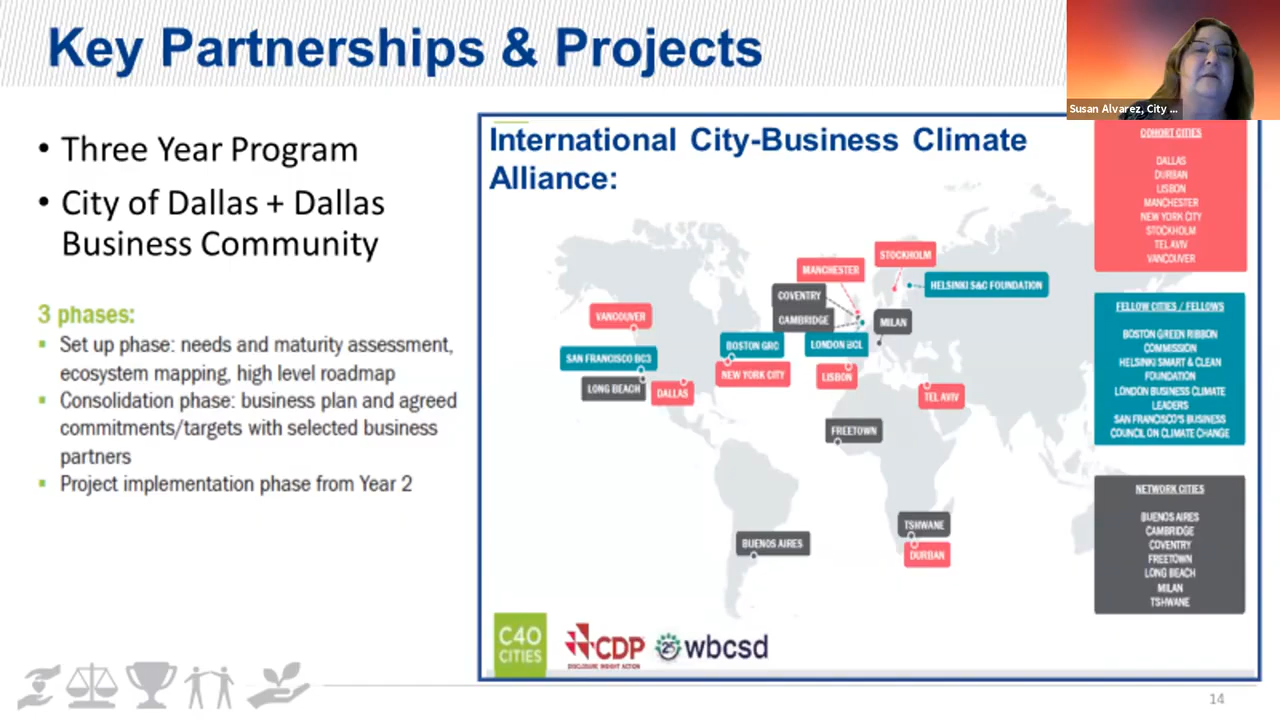 Key Partnerships & Projects
Susan Alvarez, City ...
• Three Year Program
• City of Dallas + Dallas
Business Community
3 phases:
Set up phase: needs and maturity assessment,
ecosystem mapping, high level roadmap
Consolidation phase: business plan and agreed
commitments/targets with selected business
partners
Project implementation phase from Year 2
International City-Business Climate
Alliance:
STOCKHOLM
MANCHESTER
HELSINKI S&C FOUNDATION
COVENTRY
VANCOUVER
CAMBRIDGE
MILAN
BOSTON GRC
LONDON BCL
SAN FRANCISCO BC3
NEW YORK CITY
LISBON
LONG BEACH
DALLAS
TEL AVIV
FREETOWN
TSHWANE
BUENOS AIRES
DURBAN
COHORT CITIES
DALLAS
DURBAN
LISBON
MANCHESTER
NEW YORK CITY
STOCKHOLM
TEL AVIV
VANCOUVER
FELLOW CITIES / FELLOWS
BOSTON GREEN RIBBON
COMMISSION
HELSINKI SMART & CLEAN
FOUNDATION
LONDON BUSINESS CLIMATE
LEADERS
SAN FRANCISCO'S BUSINESS
COUNCIL ON CLIMATE CHANGE
NETWORK CITIES
BUENOS AIRES
CAMBRIDGE
COVENTRY
FREETOWN
LONG BEACH
MILAN
TSHWANE
C40
CITIES
CDP
DISCLOSURE INSIGHT ACTION
25
wbcsd
14